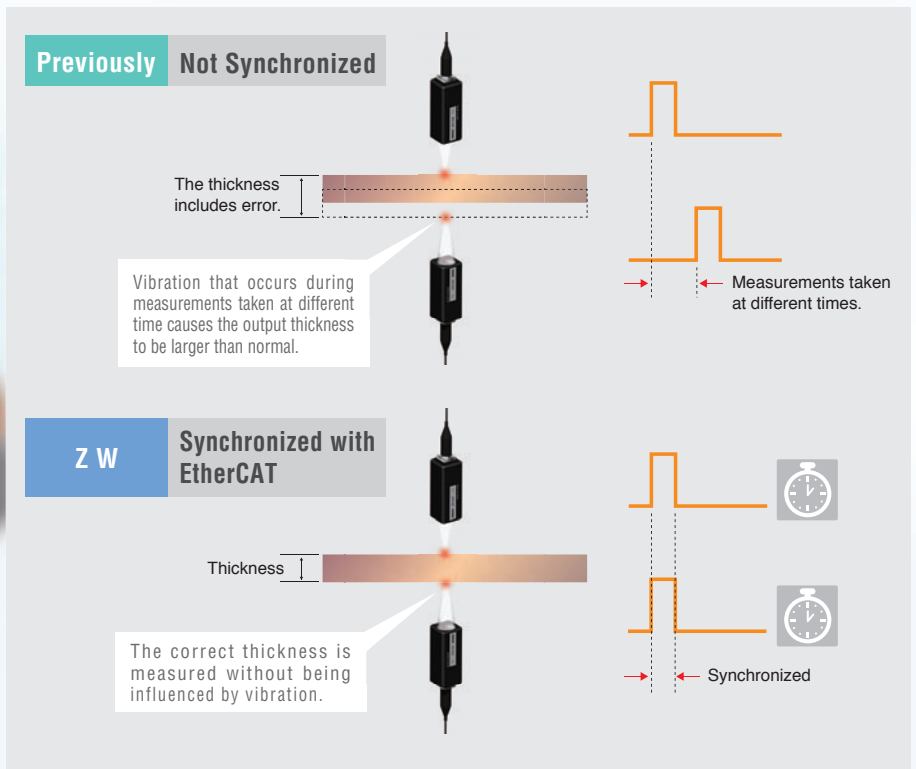 Previously Not Synchronized
The thickness
includes error.
Vibration that occurs during
measurements taken at different
time causes the output thickness
to be larger than normal.
Measurements taken
at different times.
Z W
Synchronized with
EtherCAT
Thickness
The correct thickness is
measured without being
influenced by vibration.
Synchronized